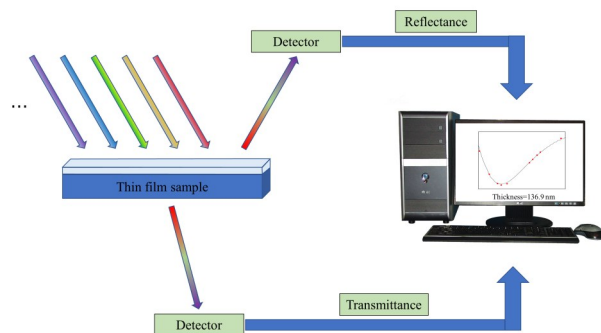 Reflectance
Detector
...
Thin film sample
Thickness=136.9 nm
Transmittance
Detector